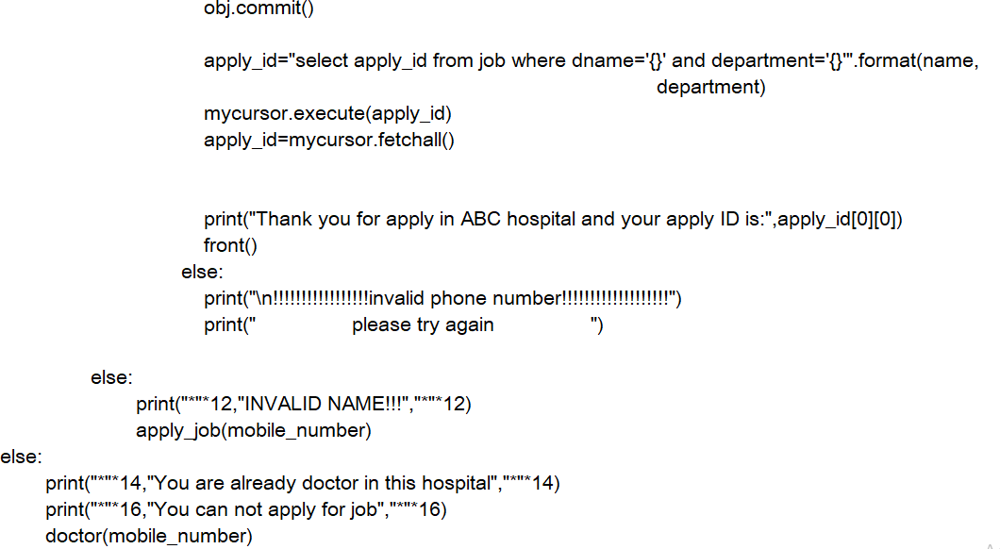 obj.commit()
apply_id="select apply_id from job where dname='{}' and department='{}'".format(name,
department)
mycursor.execute(apply_id)
apply_id=mycursor.fetchall()
print("Thank you for apply in ABC hospital and your apply ID is:",apply_id[0][0])
front()
else:
print("\n!!!!!!!!!!!!!!!!!invalid phone number!!!!!!!!!!!!!!!!!!!")
print("                 please try again                 ")
else:
print("*"*12,"INVALID NAME!!!","*"*12)
apply_job(mobile_number)
else:
print("*"*14,"You are already doctor in this hospital","*"*14)
print("*"*16,"You can not apply for job","*"*16)
doctor(mobile_number)